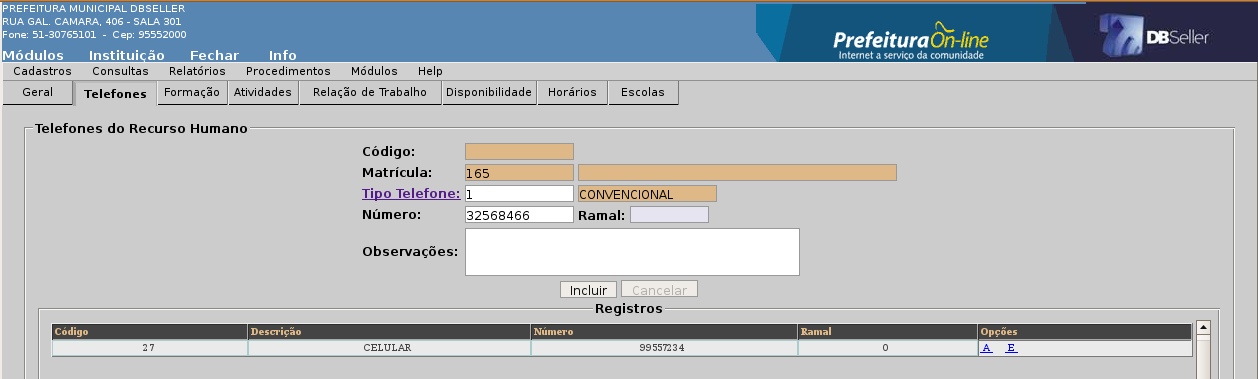 PREFEITURA MUNICIPAL DBSELLER
RUA GAL. CAMARA, 406 - SALA 301
Fone: 51-30765101 - Cep: 95552000
Módulos Instituição Fechar Info
Prefeitura On-line
Internet a serviço da comunidade
DBSeller
Cadastros Consultas Relatórios Procedimentos Módulos Help
Geral Telefones Formação Atividades Relação de Trabalho Disponibilidade Horários Escolas
Telefones do Recurso Humano
Código:
Matrícula: 165
Tipo Telefone: 1 CONVENCIONAL
Número: 32568466 Ramal:
Observações:
Incluir Cancelar
Registros
Código Descrição Número Ramal Opções
27 CELULAR 99557234 0 A E